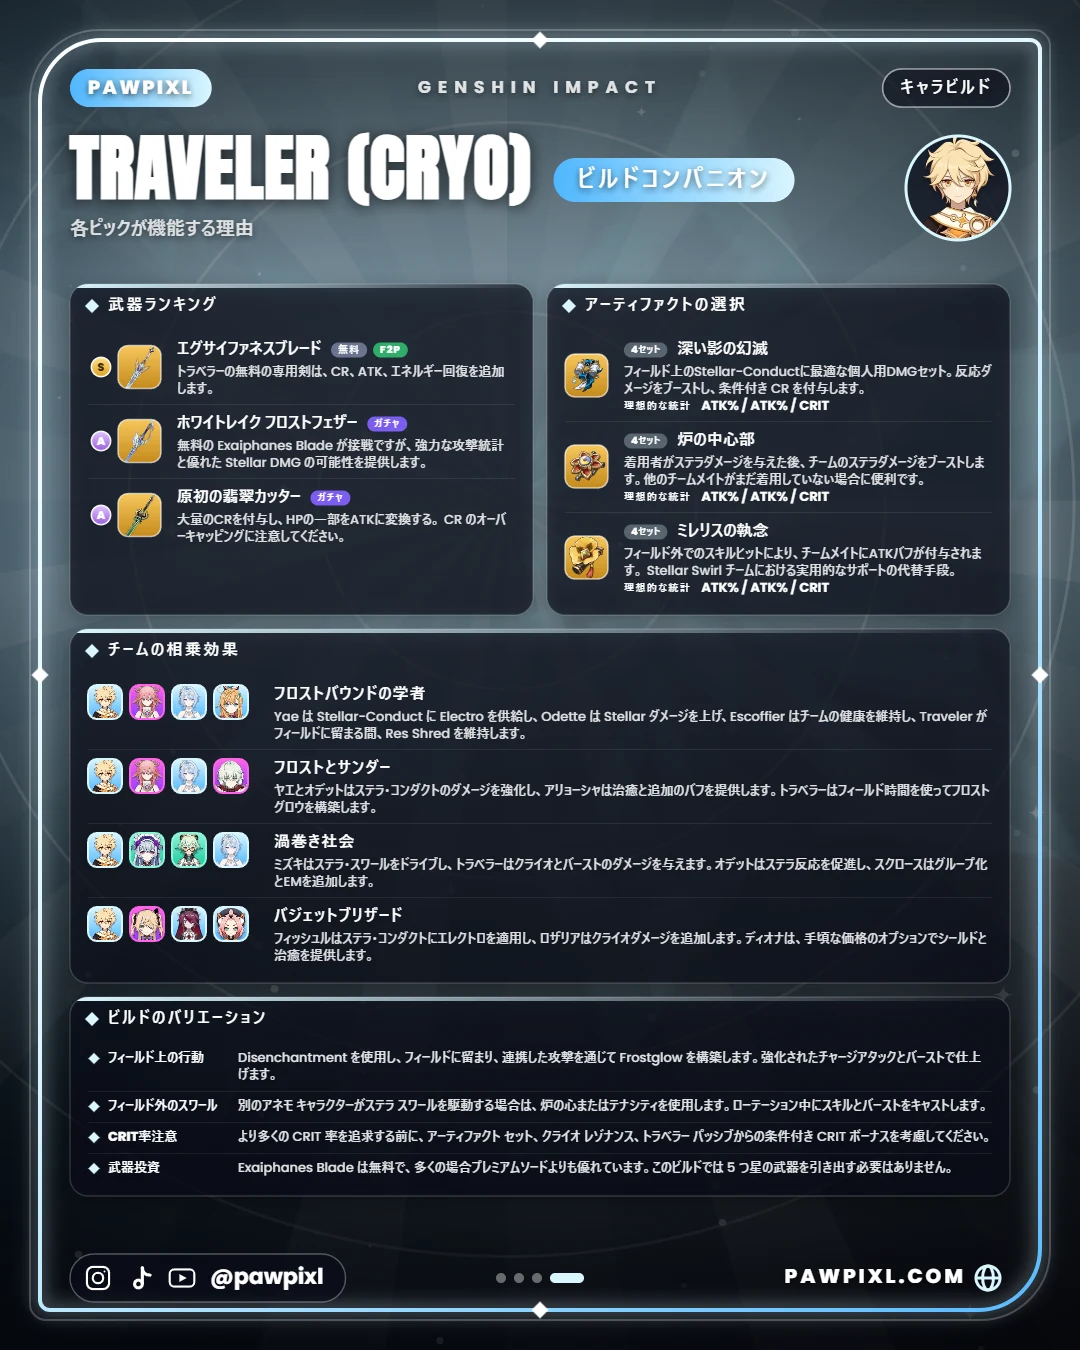 PAWPIXL
GENSHIN IMPACT
キャラビルド
TRAVELER (CRYO)
ビルドコンパニオン
各ピックが機能する理由
武器ランキング
S
エグサイファネスブレード 無料 F2P
トラベラーの無料の専用剣は、CR、ATK、エネルギー回復を追加
します。
A
ホワイトレイク フロストフェザー ガチャ
無料の Exaiphanes Blade が接戦ですが、強力な攻撃統計
と優れた Stellar DMG の可能性を提供します。
A
原初の翡翠カッター ガチャ
大量のCRを付与し、HPの一部をATKに変換する。 CR のオーバ
ーキャッピングに注意してください。
アーティファクトの選択
4セット 深い影の幻滅
フィールド上のStellar-Conductに最適な個人用DMGセット。反応ダ
メージをブーストし、条件付き CR を付与します。
理想的な統計 ATK% / ATK% / CRIT
4セット 炉の中心部
着用者がステラダメージを与えた後、チームのステラダメージをブーストしま
す。他のチームメイトがまだ着用していない場合に便利です。
理想的な統計 ATK% / ATK% / CRIT
4セット ミレリスの執念
フィールド外でのスキルヒットにより、チームメイトにATKバフが付与されま
す。 Stellar Swirl チームにおける実用的なサポートの代替手段。
理想的な統計 ATK% / ATK% / CRIT
チームの相乗効果
フロストバウンドの学者
Yae は Stellar-Conduct に Electro を供給し、Odette は Stellar ダメージを上げ、Escoffier はチームの健康を維持し、Traveler が
フィールドに留まる間、Res Shred を維持します。
フロストとサンダー
ヤエとオデットはステラ・コンダクトのダメージを強化し、アリョーシャは治癒と追加のバフを提供します。トラベラーはフィールド時間を使ってフロスト
グロウを構築します。
渦巻き社会
ミズキはステラ・スワールをドライブし、トラベラーはクライオとバーストのダメージを与えます。オデットはステラ反応を促進し、スクロースはグループ化
とEMを追加します。
バジェットブリザード
フィッシュルはステラ・コンダクトにエレクトロを適用し、ロザリアはクライオダメージを追加します。ディオナは、手頃な価格のオプションでシールドと
治癒を提供します。
ビルドのバリエーション
フィールド上の行動 Disenchantment を使用し、フィールドに留まり、連携した攻撃を通じて Frostglow を構築します。強化されたチャージアタックとバーストで仕上
げます。
フィールド外のスワール 別のアネモ キャラクターがステラ スワールを駆動する場合は、炉の心またはテナシティを使用します。ローテーション中にスキルとバーストをキャストします。
CRIT率注意 より多くの CRIT 率を追求する前に、アーティファクト セット、クライオ レゾナンス、トラベラー パッシブからの条件付き CRIT ボーナスを考慮してください。
武器投資 Exaiphanes Blade は無料で、多くの場合プレミアムソードよりも優れています。このビルドでは 5 つ星の武器を引き出す必要はありません。
@pawpixl
PAWPIXL.COM